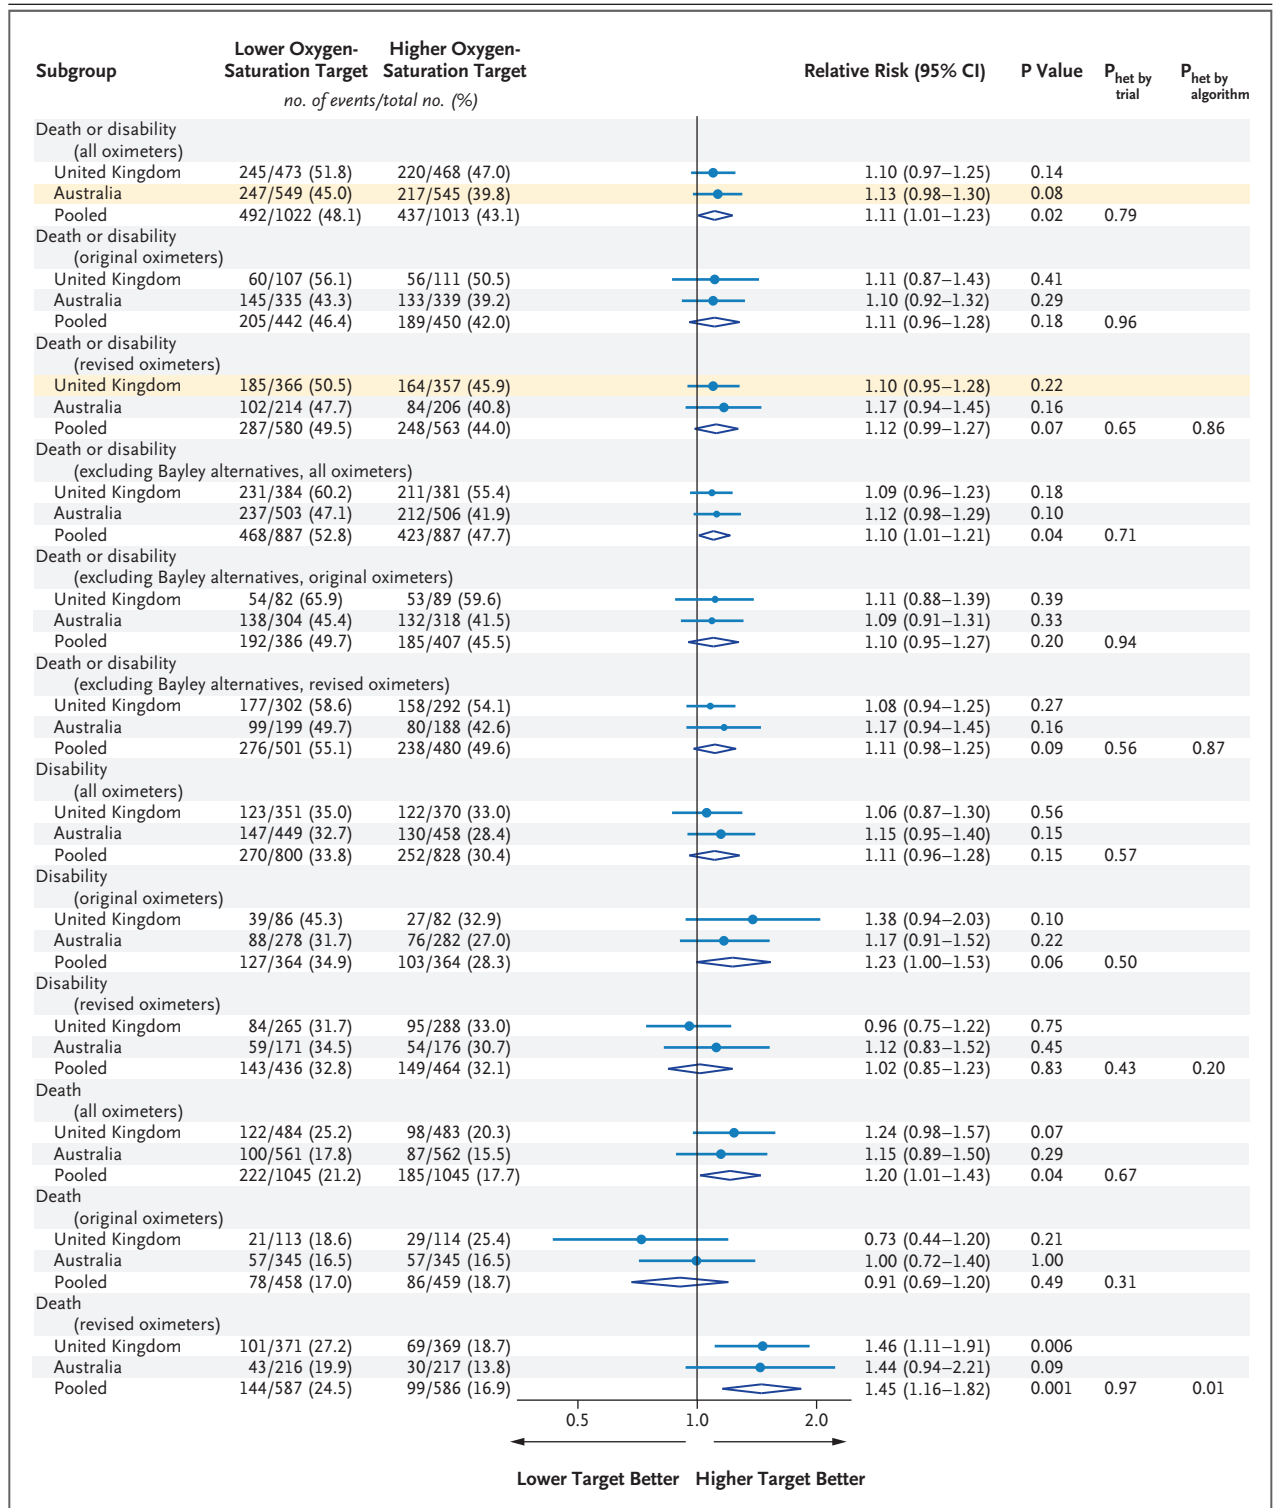 Subgroup Lower Oxygen-Saturation Target Higher Oxygen-Saturation Target Relative Risk (95% CI) P Value P het by trial P het by algorithm
no. of events/total no. (%)
Death or disability
(all oximeters)
United Kingdom 245/473 (51.8) 220/468 (47.0) 1.10 (0.97–1.25) 0.14
Australia 247/549 (45.0) 217/545 (39.8) 1.13 (0.98–1.30) 0.08
Pooled 492/1022 (48.1) 437/1013 (43.1) 1.11 (1.01–1.23) 0.02 0.79
Death or disability
(original oximeters)
United Kingdom 60/107 (56.1) 56/111 (50.5) 1.11 (0.87–1.43) 0.41
Australia 145/335 (43.3) 133/339 (39.2) 1.10 (0.92–1.32) 0.29
Pooled 205/442 (46.4) 189/450 (42.0) 1.11 (0.96–1.28) 0.18 0.96
Death or disability
(revised oximeters)
United Kingdom 185/366 (50.5) 164/357 (45.9) 1.10 (0.95–1.28) 0.22
Australia 102/214 (47.7) 84/206 (40.8) 1.17 (0.94–1.45) 0.16
Pooled 287/580 (49.5) 248/563 (44.0) 1.12 (0.99–1.27) 0.07 0.65 0.86
Death or disability
(excluding Bayley alternatives, all oximeters)
United Kingdom 231/384 (60.2) 211/381 (55.4) 1.09 (0.96–1.23) 0.18
Australia 237/503 (47.1) 212/506 (41.9) 1.12 (0.98–1.29) 0.10
Pooled 468/887 (52.8) 423/887 (47.7) 1.10 (1.01–1.21) 0.04 0.71
Death or disability
(excluding Bayley alternatives, original oximeters)
United Kingdom 54/82 (65.9) 53/89 (59.6) 1.11 (0.88–1.39) 0.39
Australia 138/304 (45.4) 132/318 (41.5) 1.09 (0.91–1.31) 0.33
Pooled 192/386 (49.7) 185/407 (45.5) 1.10 (0.95–1.27) 0.20 0.94
Death or disability
(excluding Bayley alternatives, revised oximeters)
United Kingdom 177/302 (58.6) 158/292 (54.1) 1.08 (0.94–1.25) 0.27
Australia 99/199 (49.7) 80/188 (42.6) 1.17 (0.94–1.45) 0.16
Pooled 276/501 (55.1) 238/480 (49.6) 1.11 (0.98–1.25) 0.09 0.56 0.87
Disability
(all oximeters)
United Kingdom 123/351 (35.0) 122/370 (33.0) 1.06 (0.87–1.30) 0.56
Australia 147/449 (32.7) 130/458 (28.4) 1.15 (0.95–1.40) 0.15
Pooled 270/800 (33.8) 252/828 (30.4) 1.11 (0.96–1.28) 0.15 0.57
Disability
(original oximeters)
United Kingdom 39/86 (45.3) 27/82 (32.9) 1.38 (0.94–2.03) 0.10
Australia 88/278 (31.7) 76/282 (27.0) 1.17 (0.91–1.52) 0.22
Pooled 127/364 (34.9) 103/364 (28.3) 1.23 (1.00–1.53) 0.06 0.50
Disability
(revised oximeters)
United Kingdom 84/265 (31.7) 95/288 (33.0) 0.96 (0.75–1.22) 0.75
Australia 59/171 (34.5) 54/176 (30.7) 1.12 (0.83–1.52) 0.45
Pooled 143/436 (32.8) 149/464 (32.1) 1.02 (0.85–1.23) 0.83 0.43 0.20
Death
(all oximeters)
United Kingdom 122/484 (25.2) 98/483 (20.3) 1.24 (0.98–1.57) 0.07
Australia 100/561 (17.8) 87/562 (15.5) 1.15 (0.89–1.50) 0.29
Pooled 222/1045 (21.2) 185/1045 (17.7) 1.20 (1.01–1.43) 0.04 0.67
Death
(original oximeters)
United Kingdom 21/113 (18.6) 29/114 (25.4) 0.73 (0.44–1.20) 0.21
Australia 57/345 (16.5) 57/345 (16.5) 1.00 (0.72–1.40) 1.00
Pooled 78/458 (17.0) 86/459 (18.7) 0.91 (0.69–1.20) 0.49 0.31
Death
(revised oximeters)
United Kingdom 101/371 (27.2) 69/369 (18.7) 1.46 (1.11–1.91) 0.006
Australia 43/216 (19.9) 30/217 (13.8) 1.44 (0.94–2.21) 0.09
Pooled 144/587 (24.5) 99/586 (16.9) 1.45 (1.16–1.82) 0.001 0.97 0.01
0.5 1.0 2.0
Lower Target Better Higher Target Better